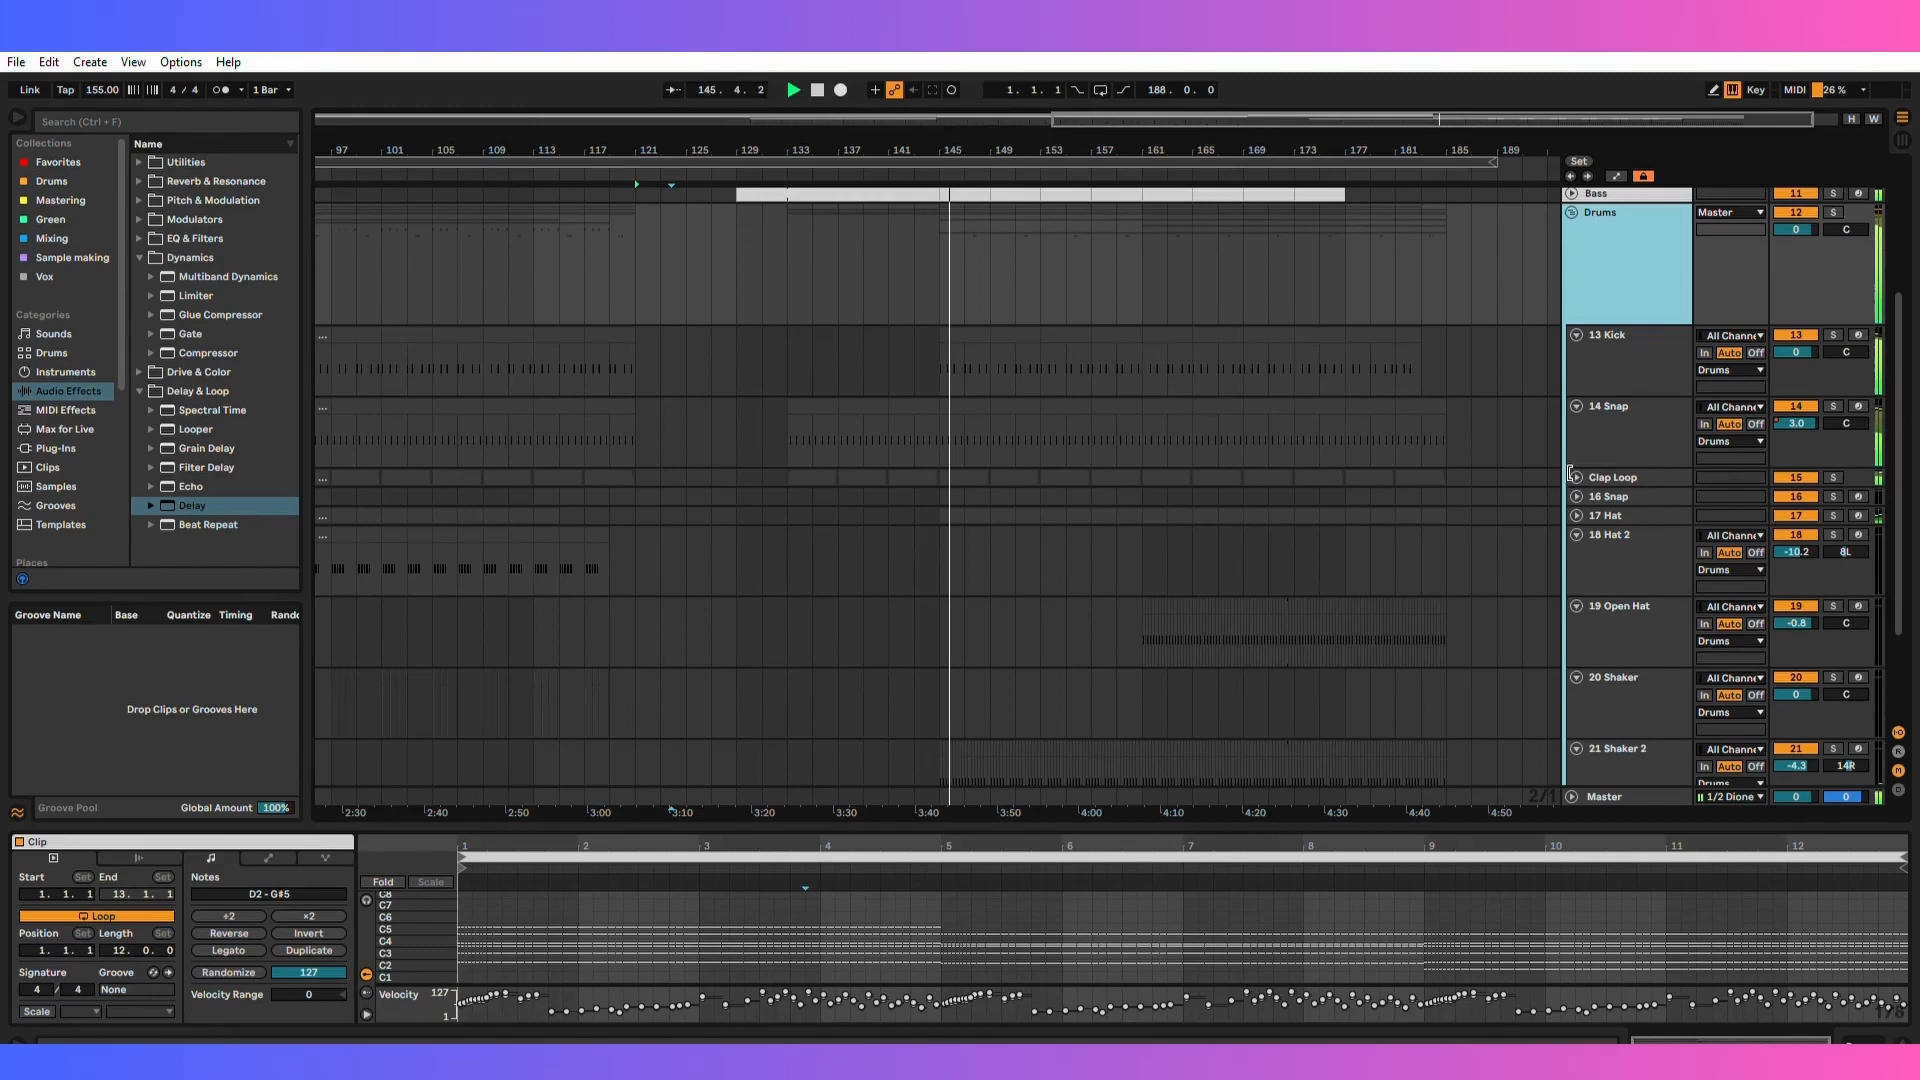 File Edit Create View Options Help
Link Tap 155.00 4 / 4 1 Bar 145. 4. 2 1. 1. 1 188. 0. 0 Key MIDI 26 %
Search (Ctrl + F)
H W
Collections
Favorites
Drums
Mastering
Green
Mixing
Sample making
Vox
Categories
Sounds
Drums
Instruments
Audio Effects
MIDI Effects
Max for Live
Plug-Ins
Clips
Samples
Grooves
Templates
Places
Name
Utilities
Reverb & Resonance
Pitch & Modulation
Modulators
EQ & Filters
Dynamics
Multiband Dynamics
Limiter
Glue Compressor
Gate
Compressor
Drive & Color
Delay & Loop
Spectral Time
Looper
Grain Delay
Filter Delay
Echo
Delay
Beat Repeat
Groove Name Base Quantize Timing
Drop Clips or Grooves Here
Groove Pool Global Amount 100%
97 101 105 109 113 117 121 125 129 133 137 141 145 149 153 157 161 165 169 173 177 181 185 189
Set
Bass 11 S
Drums Master 12 S
0 C
13 Kick All Channe 13 S
In Auto Off 0 C
Drums
14 Snap All Channe 14 S
In Auto Off 3.0 C
Drums
Clap Loop 15 S
16 Snap 16 S
17 Hat 17 S
18 Hat 2 All Channe 18 S
In Auto Off -10.2 8L
Drums
19 Open Hat All Channe 19 S
In Auto Off -0.8 C
Drums
20 Shaker All Channe 20 S
In Auto Off 0 C
Drums
21 Shaker 2 All Channe 21 S
In Auto Off -4.3 14R
Drums
2/1
Master 1/2 Dione 0 0
2:30 2:40 2:50 3:00 3:10 3:20 3:30 3:40 3:50 4:00 4:10 4:20 4:30 4:40 4:50
Clip
Start Set End Set
1. 1. 1 13. 1. 1
Loop
Position Set Length Set
1. 1. 1 12. 0. 0
Signature Groove
4 / 4 None
Scale
Notes
D2 - G#5
÷2 ×2
Reverse Invert
Legato Duplicate
Randomize 127
Velocity Range 0
1 2 3 4 5 6 7 8 9 10 11 12
Fold Scale
C8
C7
C6
C5
C4
C3
C2
C1
Velocity 127
1
1/8